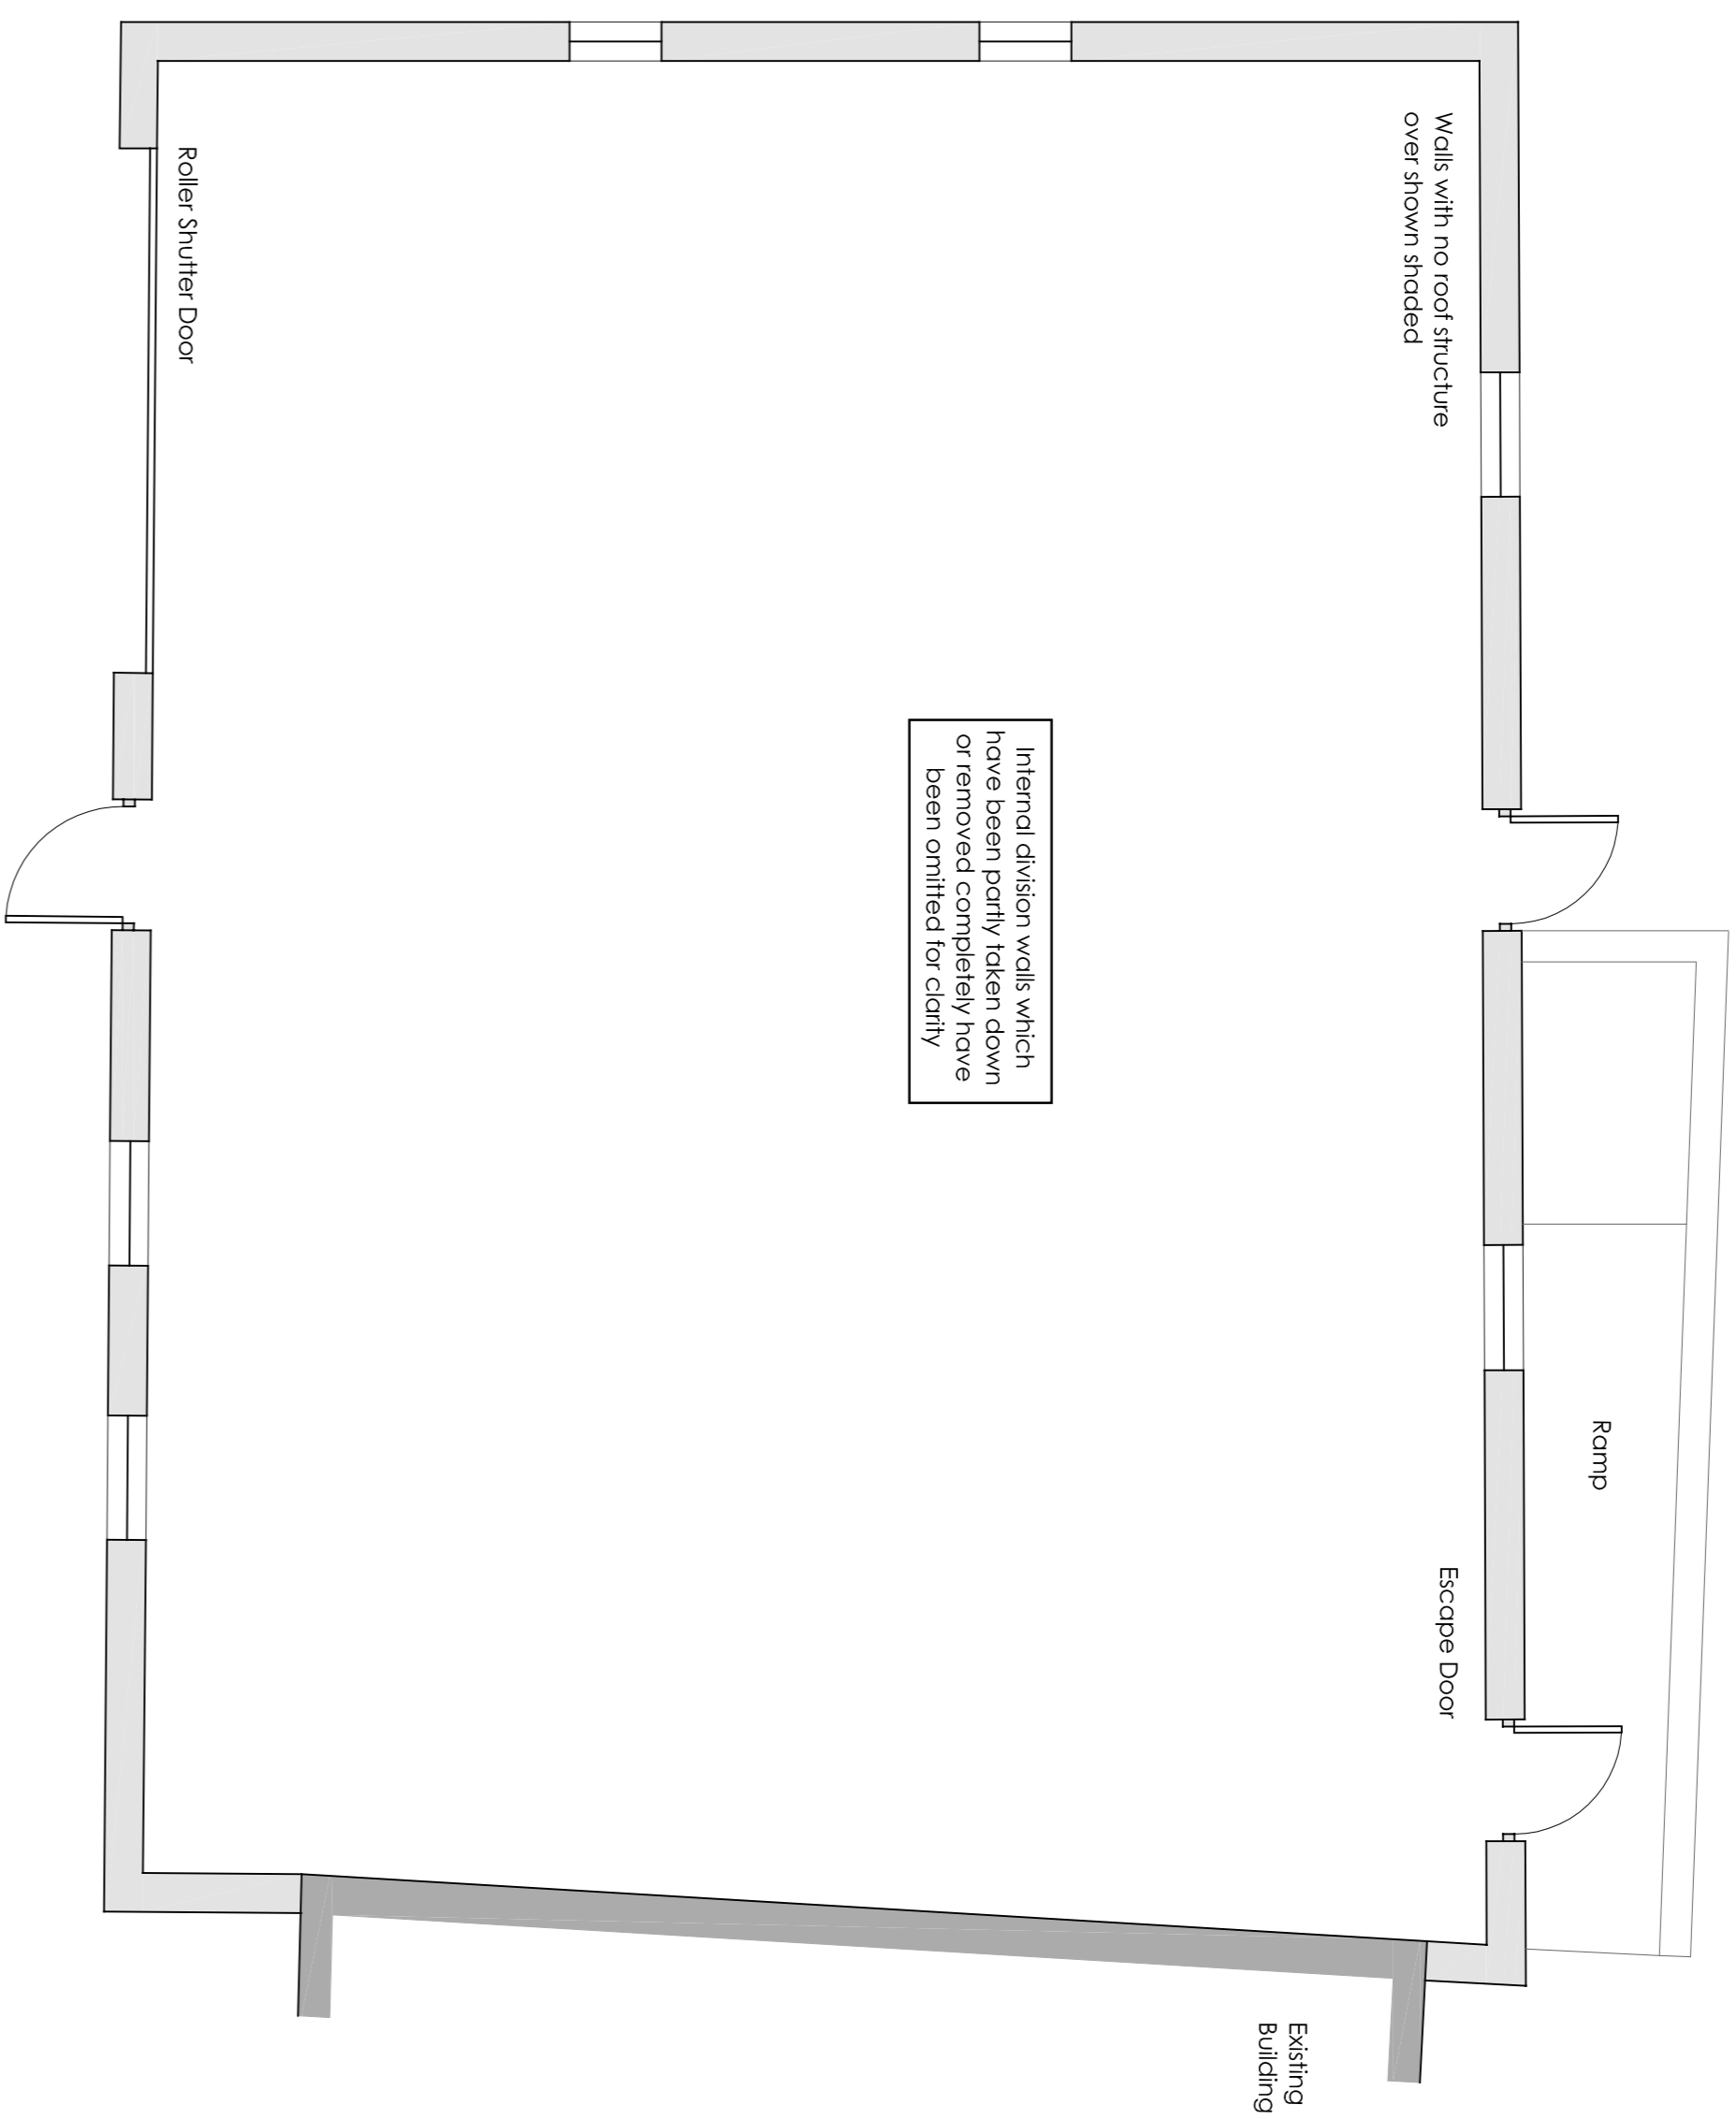 Walls with no roof structure
over shown shaded
Ramp
Escape Door
Internal division walls which
have been partly taken down
or removed completely have
been omitted for clarity
Existing
Building
Roller Shutter Door